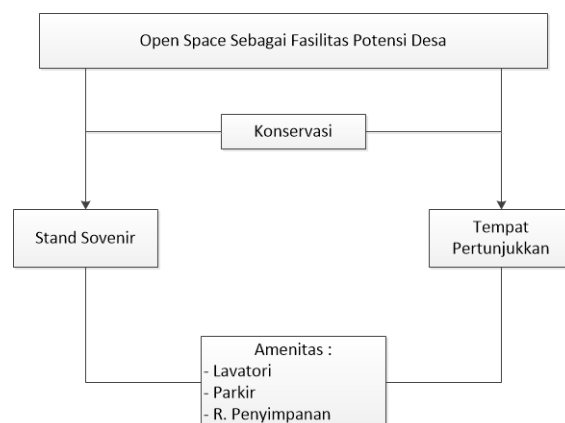 Open Space Sebagai Fasilitas Potensi Desa
Konservasi
Stand Sovenir
Tempat
Pertunjukkan
Amenitas :
- Lavatori
- Parkir
- R. Penyimpanan